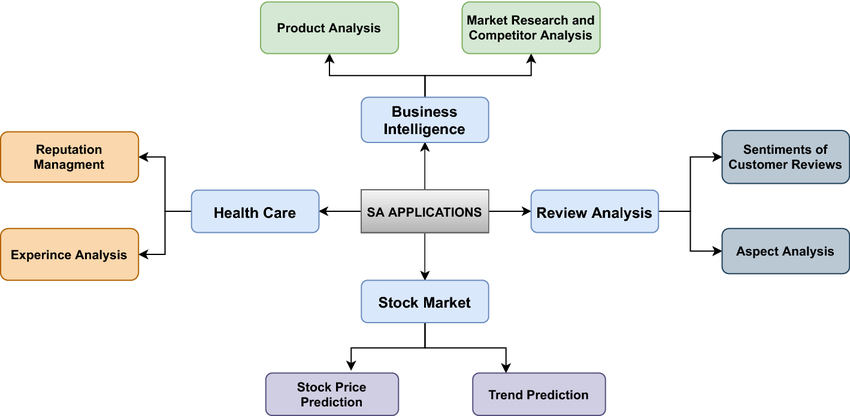 Product Analysis
Market Research and
Competitor Analysis
Business
Intelligence
Reputation
Managment
Sentiments of
Customer Reviews
Health Care
SA APPLICATIONS
Review Analysis
Experince Analysis
Aspect Analysis
Stock Market
Stock Price
Prediction
Trend Prediction